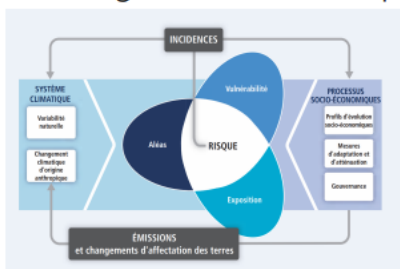 INCIDENCES
SYSTÈME
CLIMATIQUE
Variabilité
naturelle
Changement
climatique
d'origine
anthropique
Vulnérabilité
Aléas
RISQUE
Exposition
PROCESSUS
SOCIO-ÉCONOMIQUES
Profils d'évolution
socio-économiques
Mesures
d'adaptation et
d'atténuation
Gouvernance
ÉMISSIONS
et changements d'affectation des terres